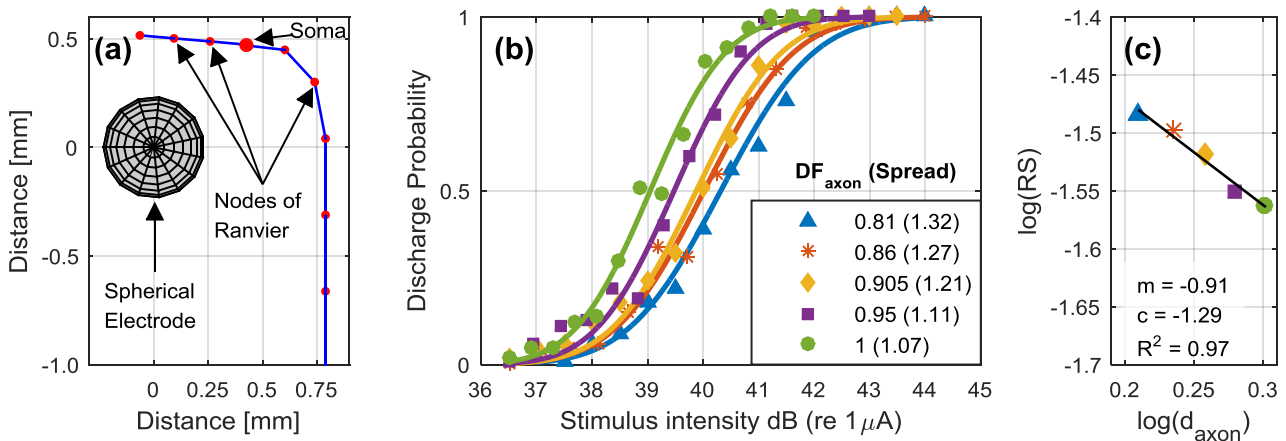 (a)
Soma
0.5
0
-0.5
-1.0
Distance [mm]
Nodes of
Ranvier
Spherical
Electrode
0
0.25
0.5
0.75
Distance [mm]
(b)
1
0.5
0
Discharge Probability
DF_axon (Spread)
0.81 (1.32)
0.86 (1.27)
0.905 (1.21)
0.95 (1.11)
1 (1.07)
36
37
38
39
40
41
42
43
44
45
Stimulus intensity dB (re 1 μA)
(c)
-1.4
-1.45
-1.5
-1.55
-1.6
-1.65
-1.7
log(RS)
m = -0.91
c = -1.29
R² = 0.97
0.2
0.25
0.3
log(d_axon)